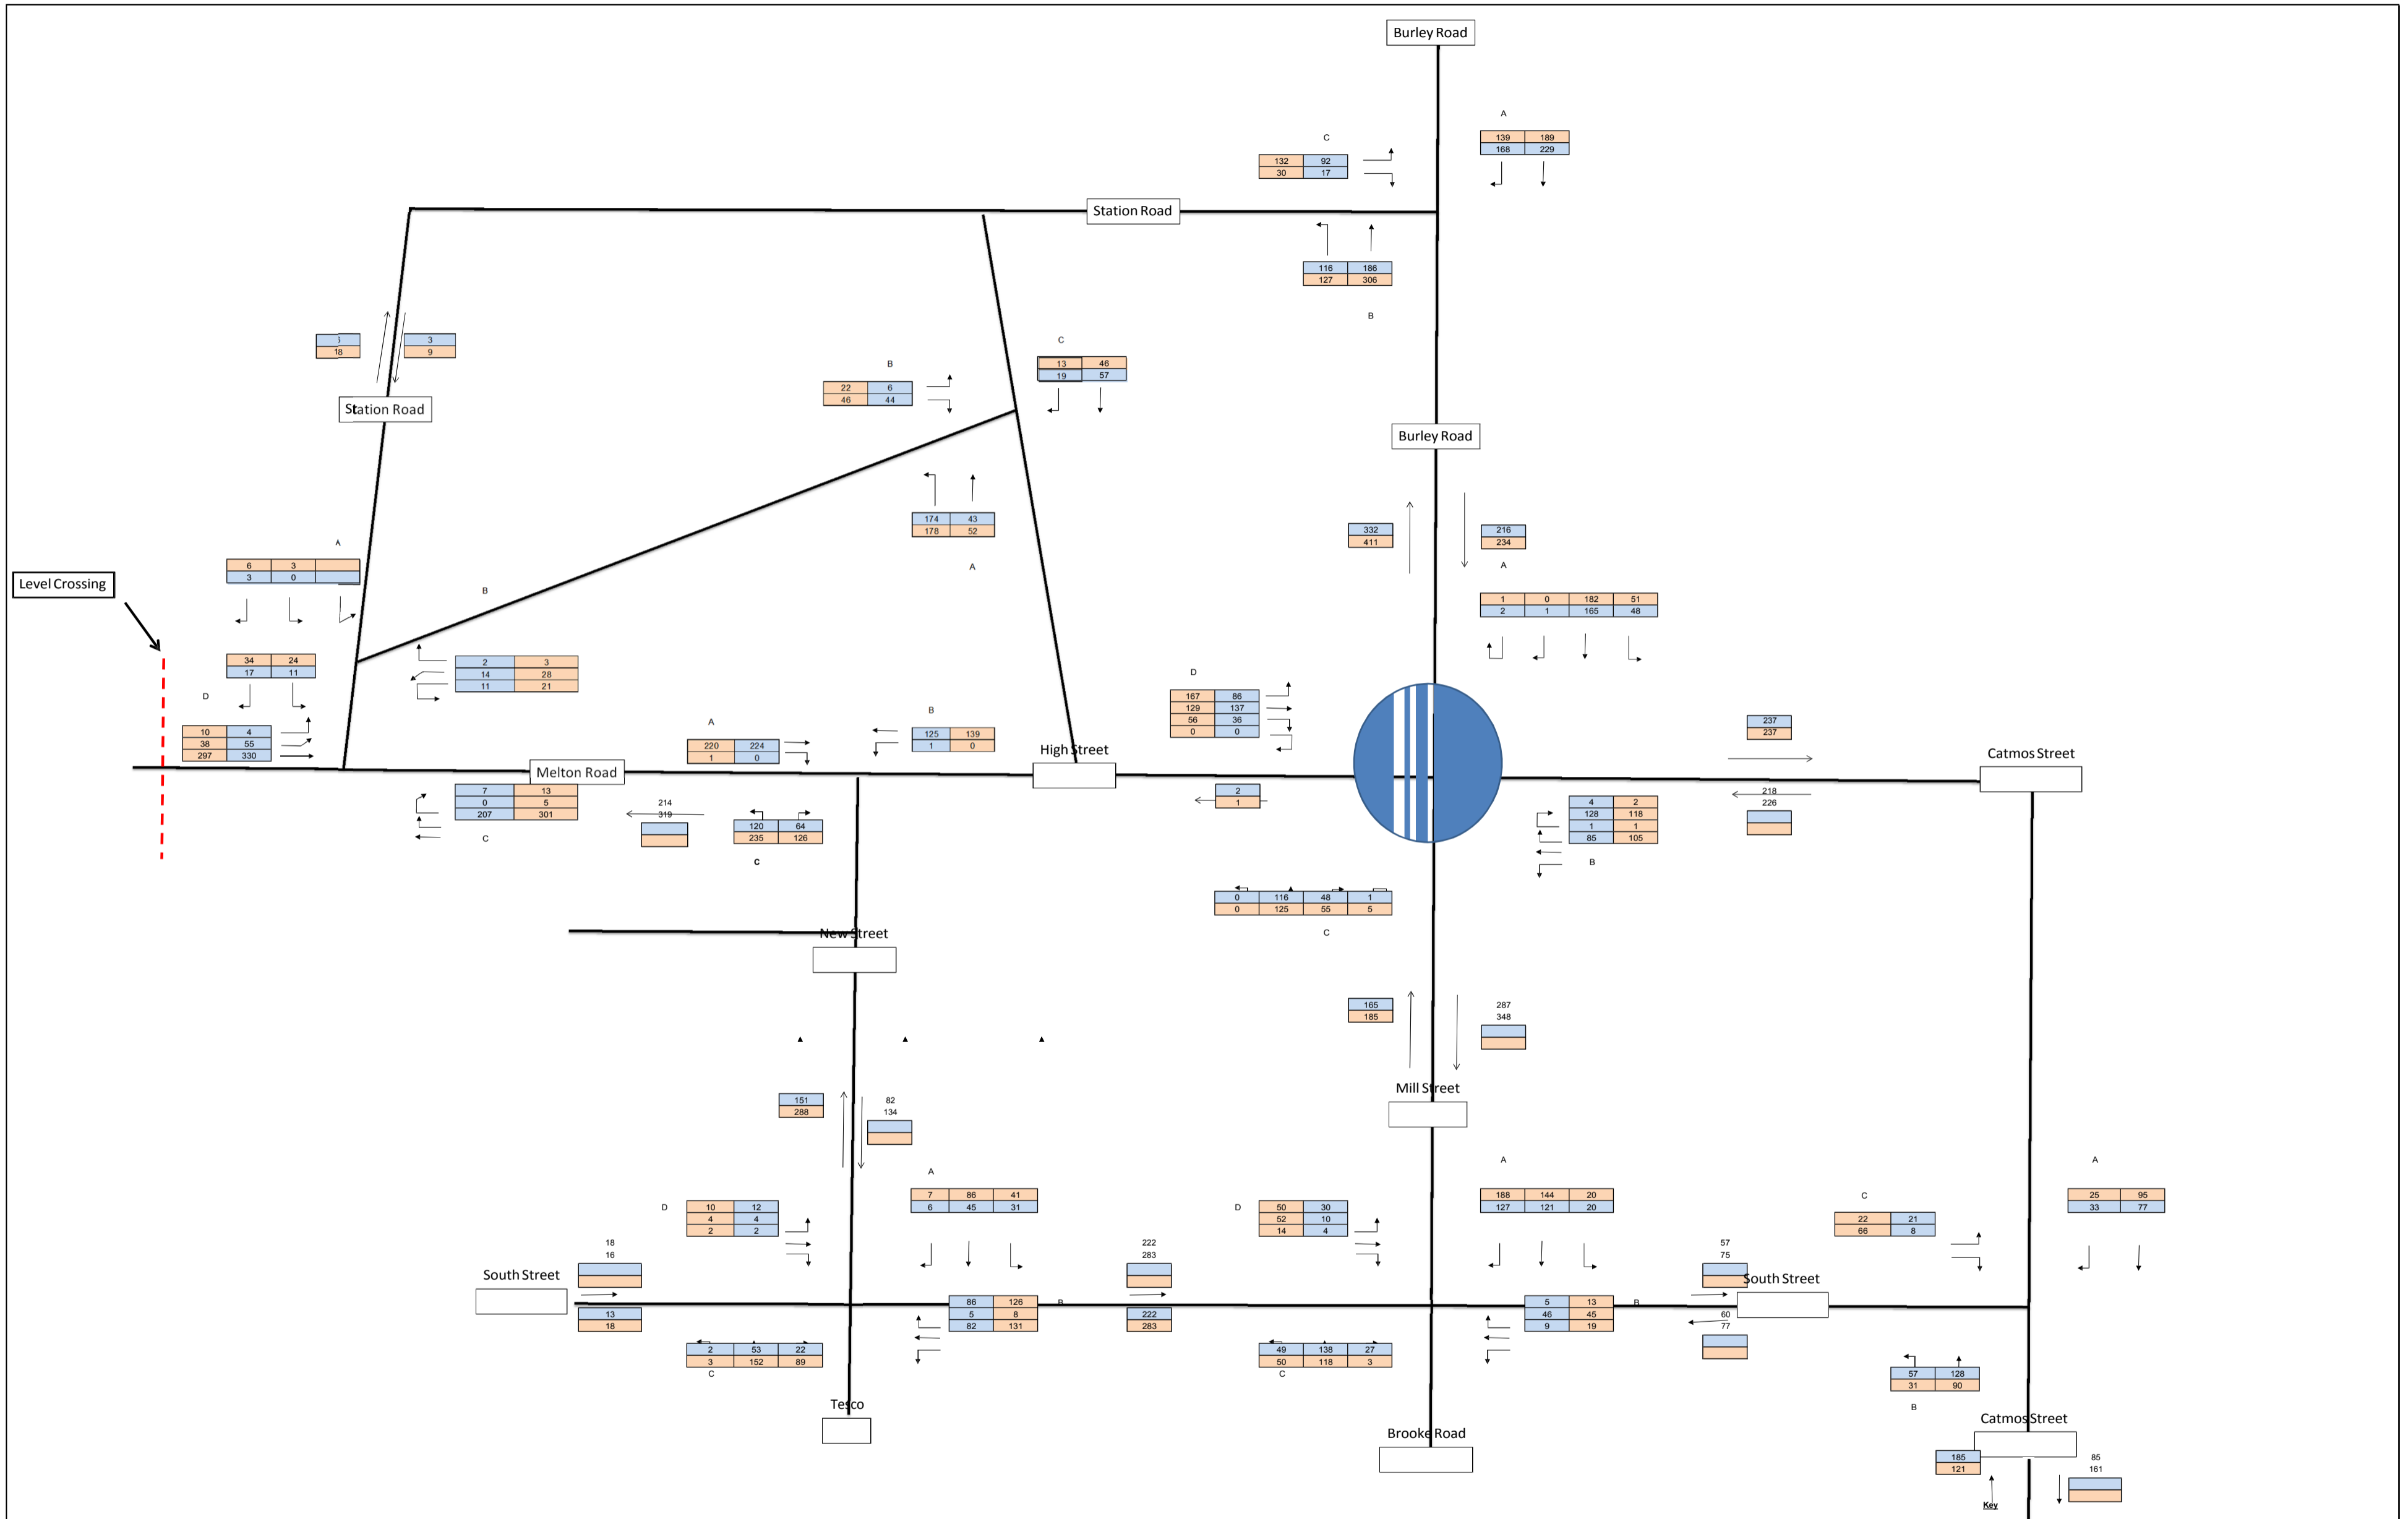 Burley Road
A
139 189
168 229
C
132 92
30 17
Station Road
116 186
127 306
B
3
18 9
C
13 46
19 57
B
22 6
46 44
Station Road
Burley Road
174 43
178 52
A
332 216
411 234
A
A
6 3
3 0
Level Crossing
B
1 0 182 51
2 1 165 48
34 24
17 11
D
2 3
14 28
11 21
D
167 86
129 137
56 36
0 0
10 4
38 55
297 330
A
220 224
1 0
B
125 139
1 0
High Street
237
237
Catmos Street
Melton Road
7 13
0 5
207 301
C
214
319
120 64
235 126
C
2
1
4 2
128 118
1 1
85 105
B
218
226
0 116 48 1
0 125 55 5
C
New Street
165
185
287
348
Mill Street
151
288
82
134
A
7 86 41
6 45 31
D
10 12
4 4
2 2
D
50 30
52 10
14 4
A
188 144 20
127 121 20
C
22 21
66 8
A
25 95
33 77
18
16
222
283
57
75
South Street
South Street
13
18
86 126
5 8
82 131
B
222
283
5 13
46 45
9 19
B
60
77
2 53 22
3 152 89
C
49 138 27
50 118 3
C
57 128
31 90
B
Tesco
Brooke Road
Catmos Street
185
121
85
161
Key